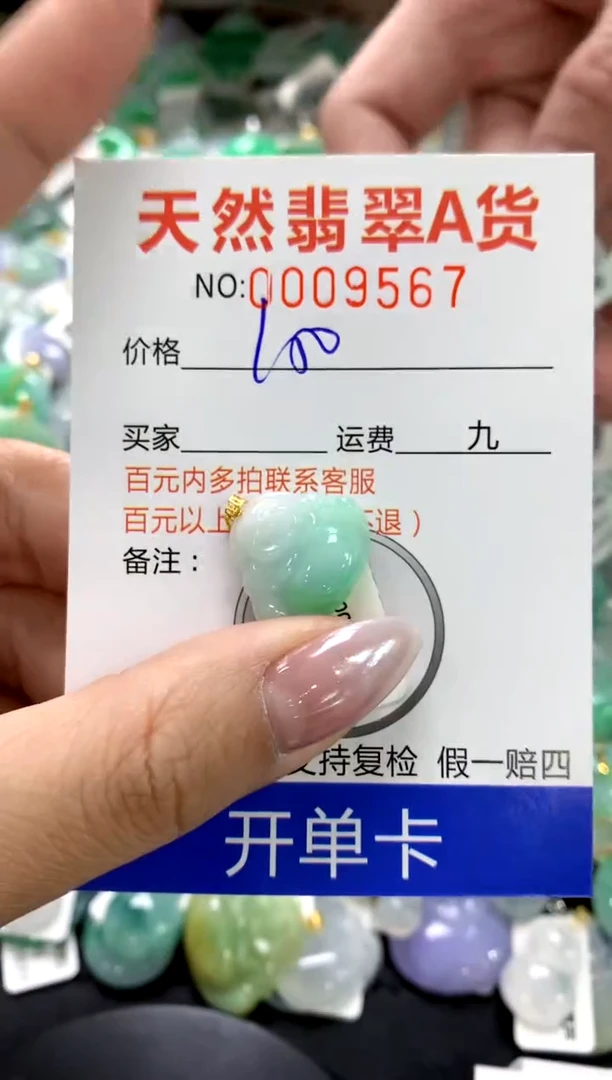 天然翡翠A货
NO:0009567
价格 100
买家 运费 九
百元内多拍联系客服
百元以上 退）
备注：
支持复检 假一赔四
开单卡